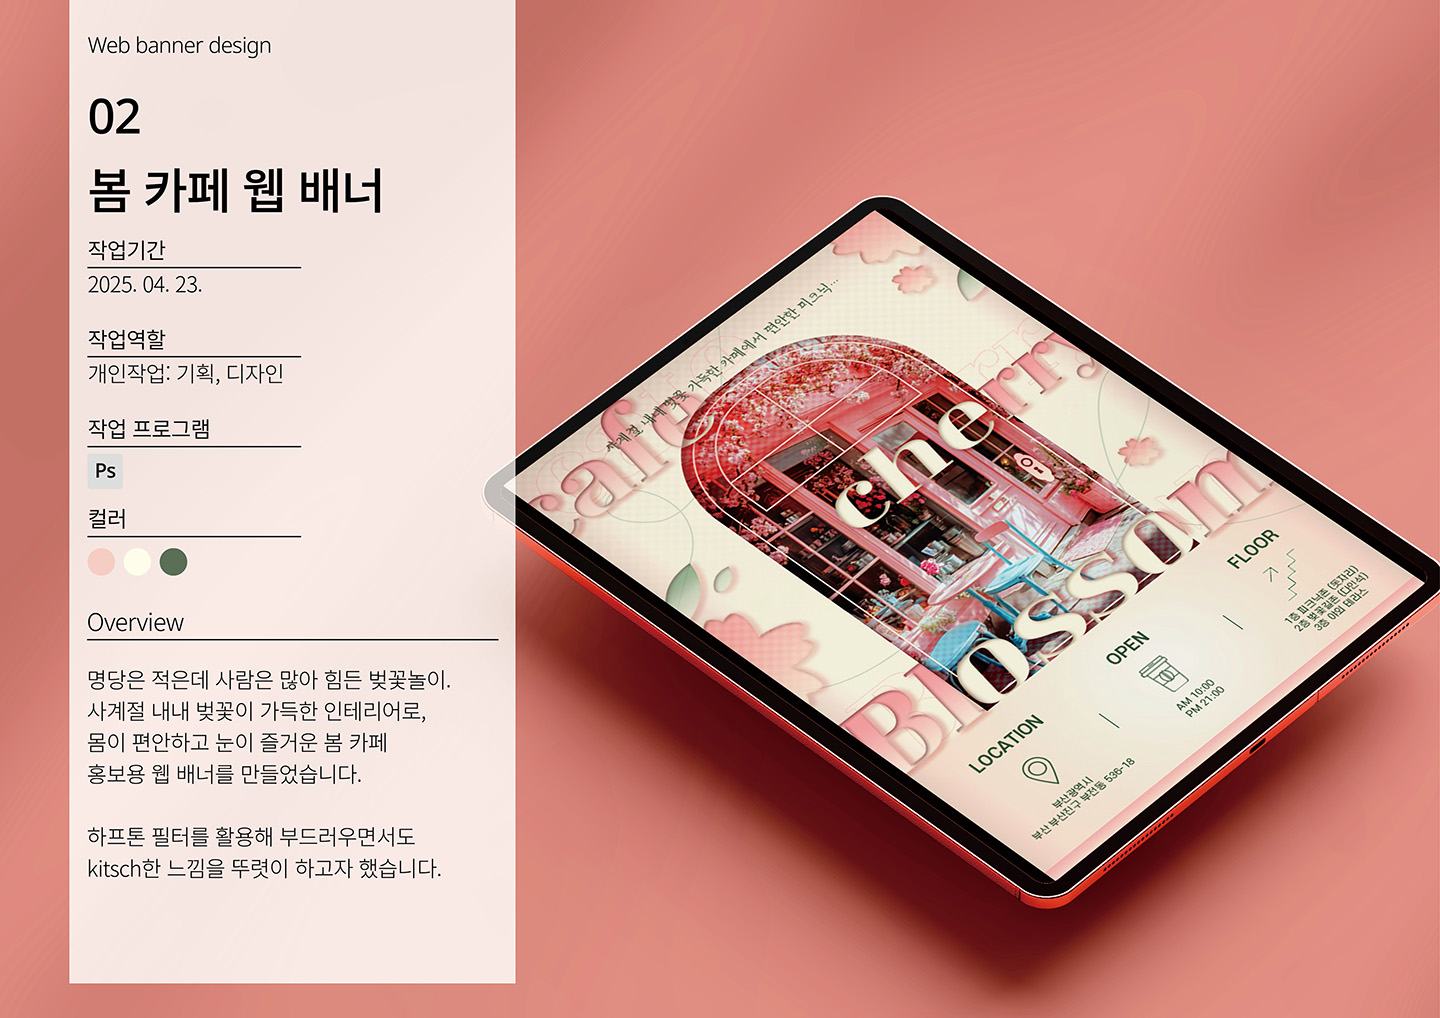 Web banner design
02
봄 카페 웹 배너
작업기간
2025. 04. 23.
작업역할
개인작업: 기획, 디자인
작업 프로그램
Ps
컬러
Overview
명당은 적은데 사람은 많아 힘든 벚꽃놀이.
사계절 내내 벚꽃이 가득한 인테리어로,
몸이 편안하고 눈이 즐거운 봄 카페
홍보용 웹 배너를 만들었습니다.
하프톤 필터를 활용해 부드러우면서도
kitsch한 느낌을 뚜렷이 하고자 했습니다.
사계절 내내 벚꽃 가득한 카페에서 편안한 피크닉...
cafe
cherry
Blossom
LOCATION
부산광역시
부산 부산진구 부전동 536-18
OPEN
AM 10:00
PM 21:00
FLOOR
1층 피크닉존 (돗자리)
2층 벚꽃길존 (다인석)
3층 야외 테라스